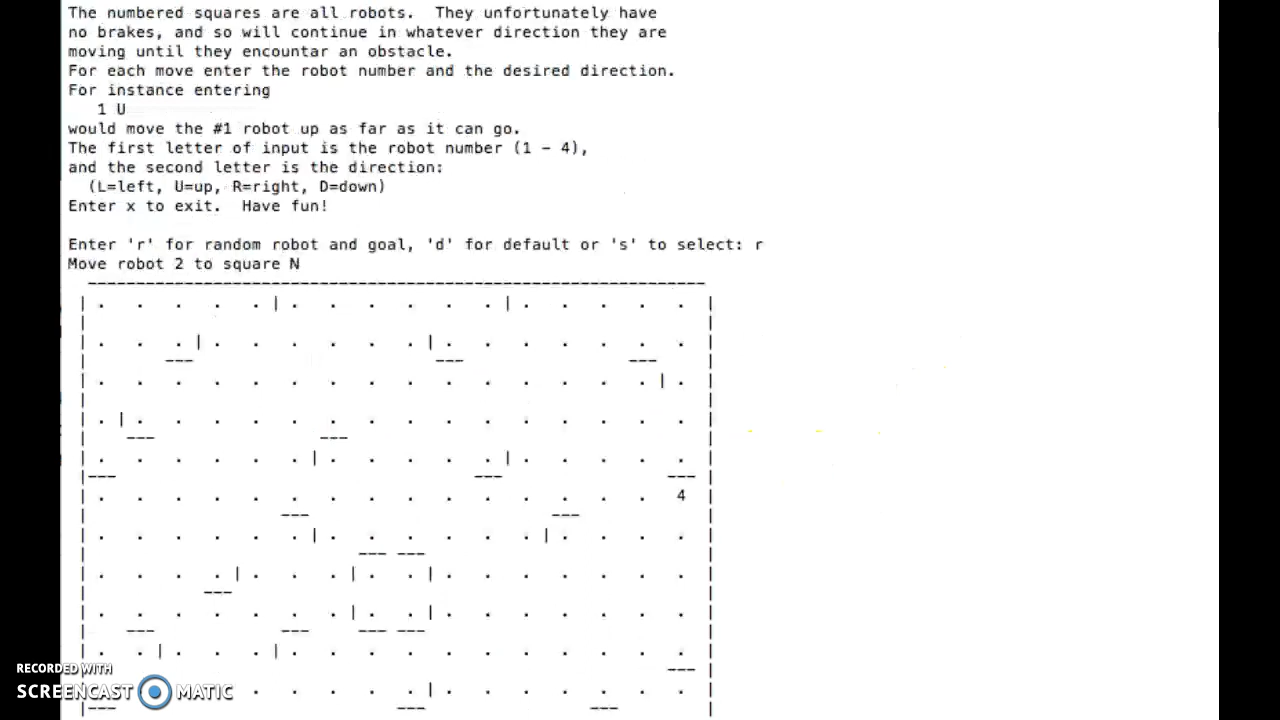 The numbered squares are all robots.  They unfortunately have
no brakes, and so will continue in whatever direction they are
moving until they encountar an obstacle.
For each move enter the robot number and the desired direction.
For instance entering
   1 U
would move the #1 robot up as far as it can go.
The first letter of input is the robot number (1 - 4),
and the second letter is the direction:
  (L=left, U=up, R=right, D=down)
Enter x to exit.  Have fun!
Enter 'r' for random robot and goal, 'd' for default or 's' to select: r
Move robot 2 to square N
4
RECORDED WITH
SCREENCAST MATIC